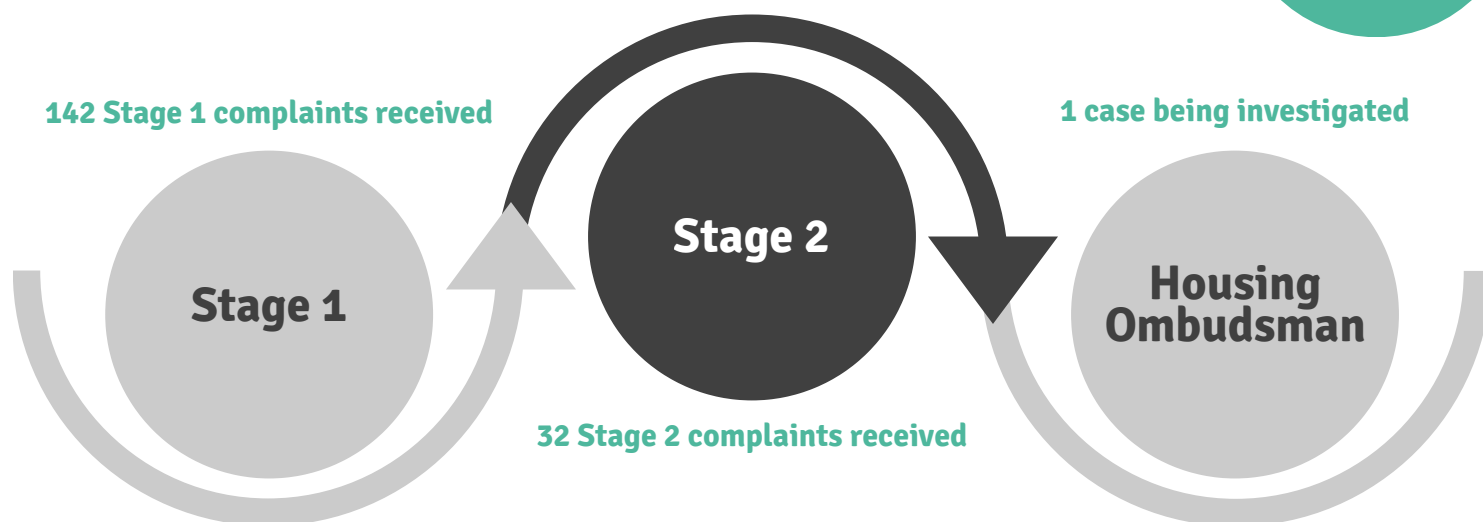 142 Stage 1 complaints received
Stage 1
Stage 2
32 Stage 2 complaints received
1 case being investigated
Housing
Ombudsman